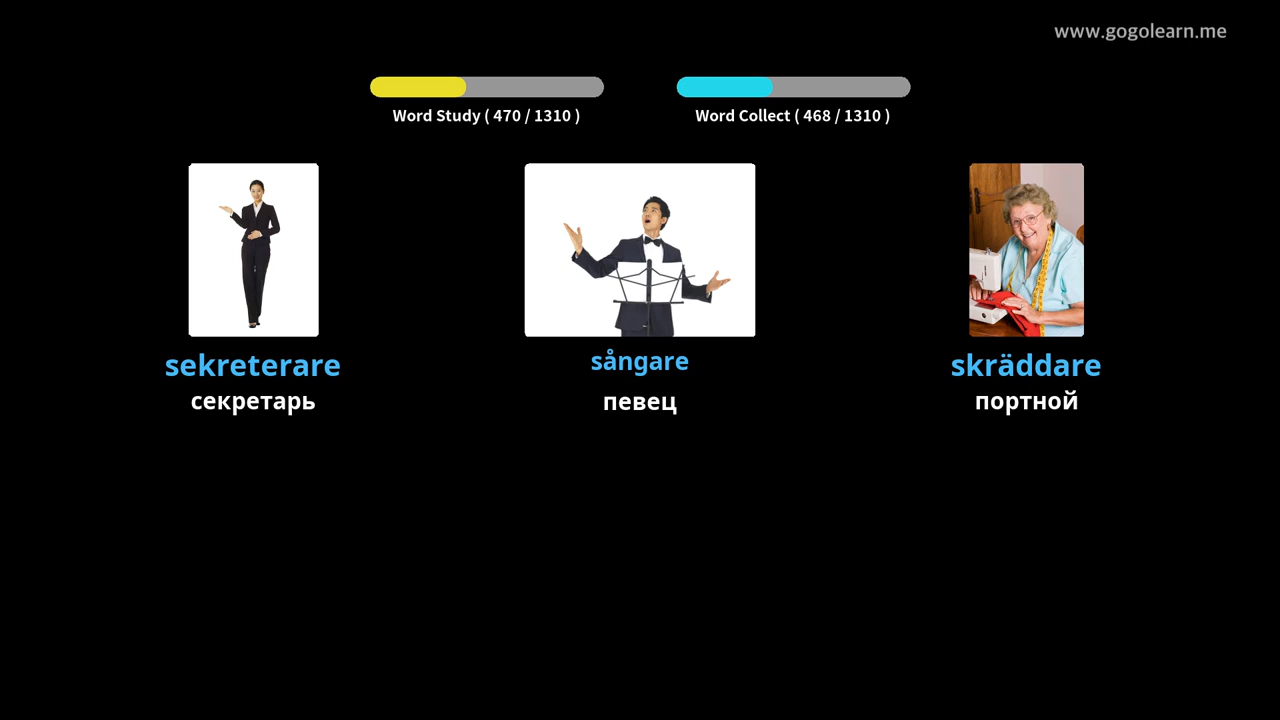 www.gogolearn.me
Word Study ( 470 / 1310 )
Word Collect ( 468 / 1310 )
sekreterare
sångare
skräddare
секретарь
певец
портной